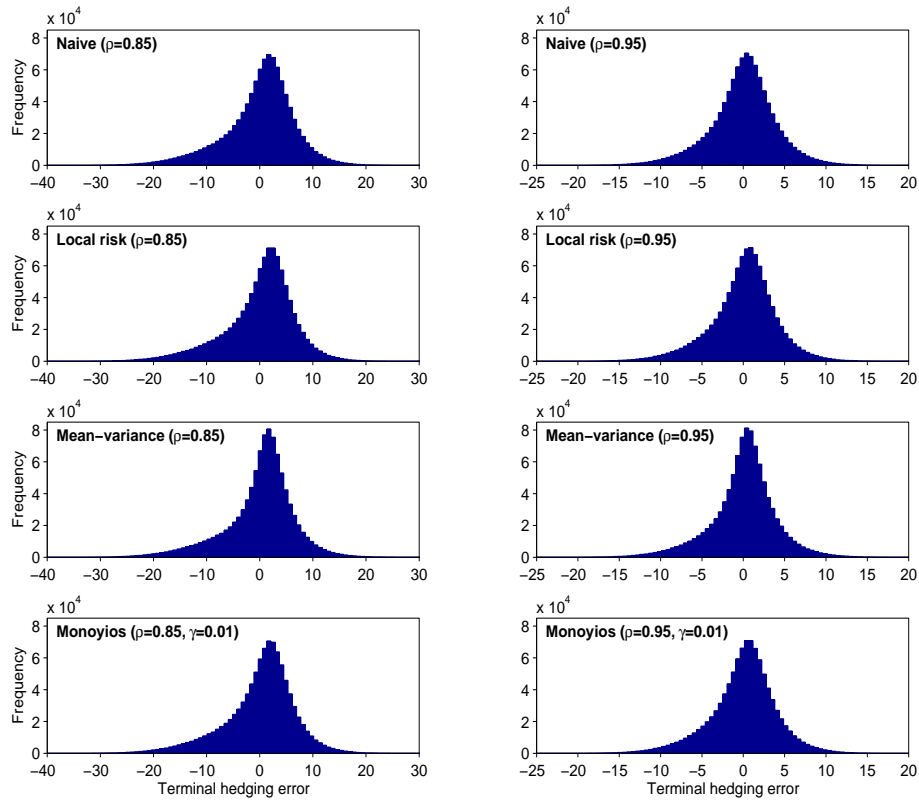 x 10^4
Naive (ρ=0.85)
Frequency
8
6
4
2
0
−40 −30 −20 −10 0 10 20 30
x 10^4
Naive (ρ=0.95)
8
6
4
2
0
−25 −20 −15 −10 −5 0 5 10 15 20
x 10^4
Local risk (ρ=0.85)
Frequency
8
6
4
2
0
−40 −30 −20 −10 0 10 20 30
x 10^4
Local risk (ρ=0.95)
8
6
4
2
0
−25 −20 −15 −10 −5 0 5 10 15 20
x 10^4
Mean−variance (ρ=0.85)
Frequency
8
6
4
2
0
−40 −30 −20 −10 0 10 20 30
x 10^4
Mean−variance (ρ=0.95)
8
6
4
2
0
−25 −20 −15 −10 −5 0 5 10 15 20
x 10^4
Monoyios (ρ=0.85, γ=0.01)
Frequency
8
6
4
2
0
−40 −30 −20 −10 0 10 20 30
Terminal hedging error
x 10^4
Monoyios (ρ=0.95, γ=0.01)
8
6
4
2
0
−25 −20 −15 −10 −5 0 5 10 15 20
Terminal hedging error